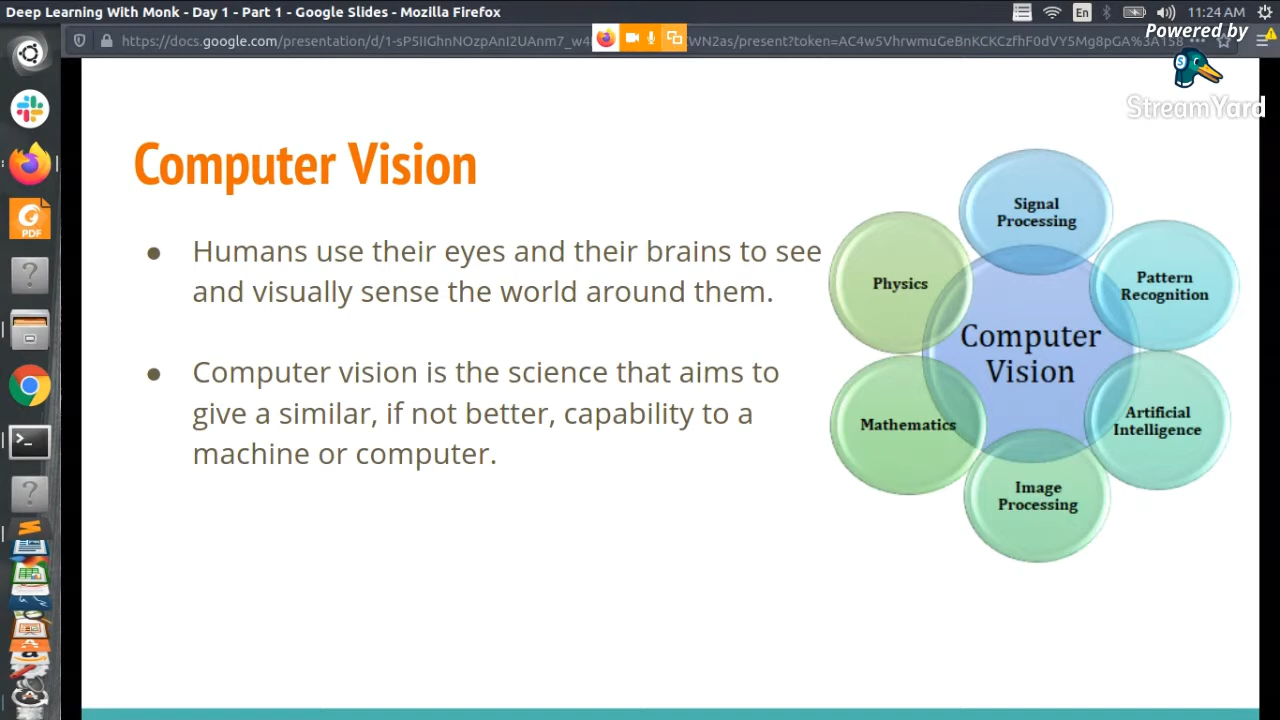 Deep Learning With Monk - Day 1 - Part 1 - Google Slides - Mozilla Firefox
En
11:24 AM
Powered by
StreamYard
Computer Vision
Humans use their eyes and their brains to see
and visually sense the world around them.
Computer vision is the science that aims to
give a similar, if not better, capability to a
machine or computer.
Signal
Processing
Physics
Pattern
Recognition
Computer
Vision
Mathematics
Artificial
Intelligence
Image
Processing
PDF